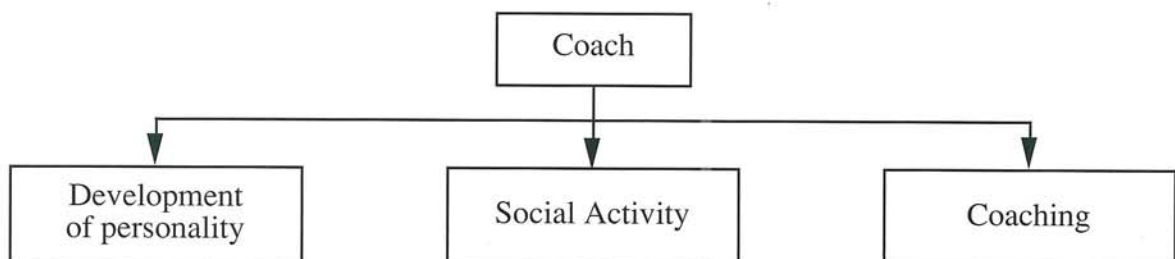 Coach
Development
of personality
Social Activity
Coaching